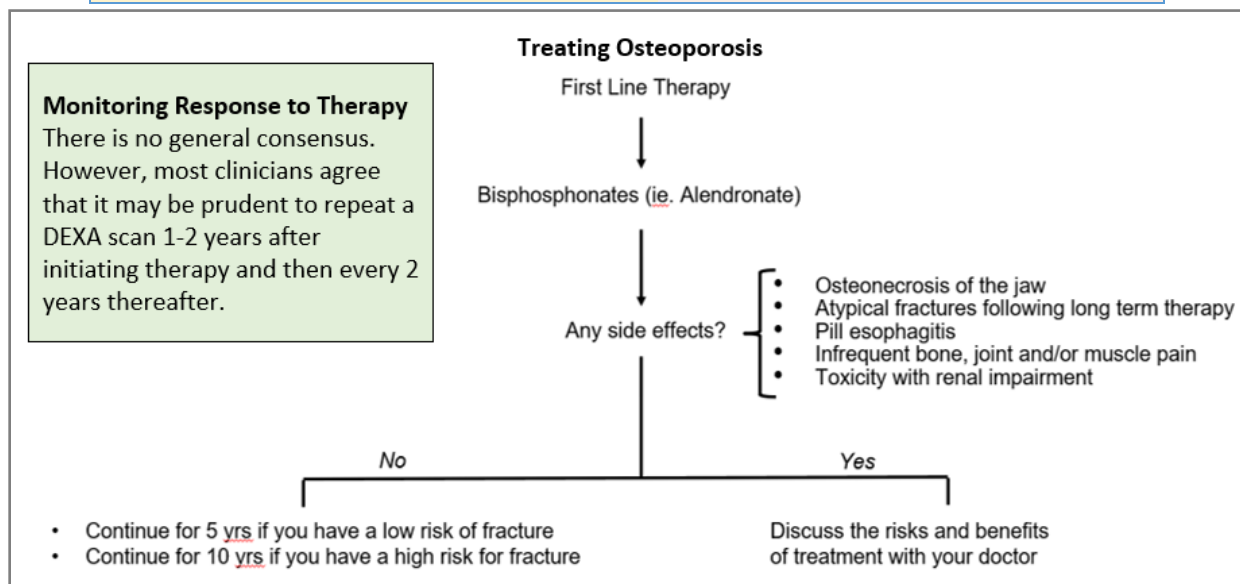 Treating Osteoporosis
First Line Therapy
Monitoring Response to Therapy
There is no general consensus.
However, most clinicians agree
that it may be prudent to repeat a
DEXA scan 1-2 years after
initiating therapy and then every 2
years thereafter.
Bisphosphonates (ie. Alendronate)
Any side effects?
• Osteonecrosis of the jaw
• Atypical fractures following long term therapy
• Pill esophagitis
• Infrequent bone, joint and/or muscle pain
• Toxicity with renal impairment
No
Yes
• Continue for 5 yrs if you have a low risk of fracture
• Continue for 10 yrs if you have a high risk for fracture
Discuss the risks and benefits
of treatment with your doctor